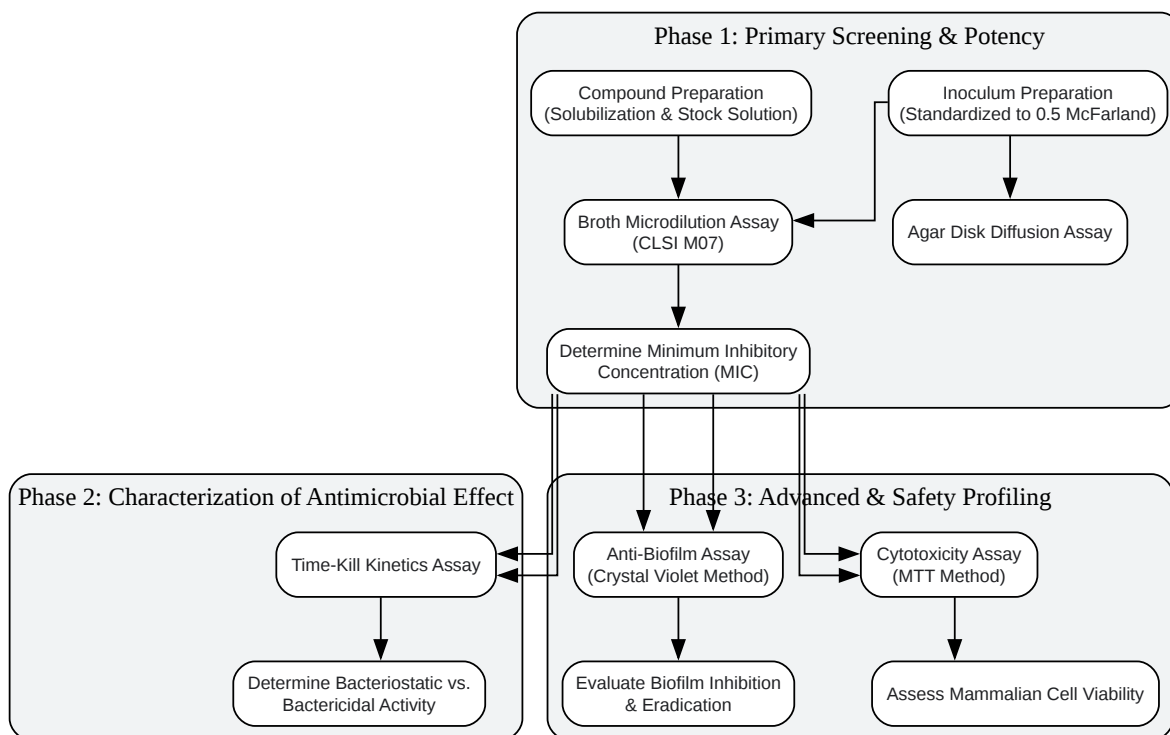 Phase 1: Primary Screening & Potency
Compound Preparation
(Solubilization & Stock Solution)
Inoculum Preparation
(Standardized to 0.5 McFarland)
Broth Microdilution Assay
(CLSI M07)
Agar Disk Diffusion Assay
Determine Minimum Inhibitory
Concentration (MIC)
Phase 2: Characterization of Antimicrobial Effect
Time-Kill Kinetics Assay
Determine Bacteriostatic vs.
Bactericidal Activity
Phase 3: Advanced & Safety Profiling
Anti-Biofilm Assay
(Crystal Violet Method)
Cytotoxicity Assay
(MTT Method)
Evaluate Biofilm Inhibition
& Eradication
Assess Mammalian Cell Viability